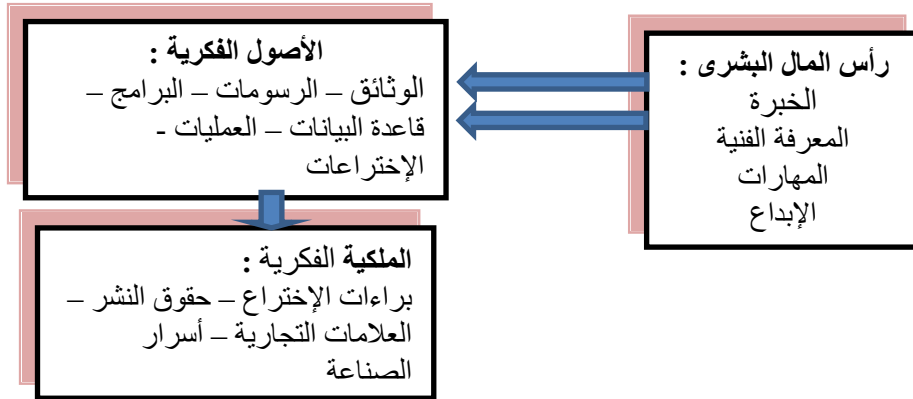 رأس المال البشرى :
الخبرة
المعرفة الفنية
المهارات
الإبداع
الأصول الفكرية :
الوثائق – الرسومات – البرامج –
قاعدة البيانات – العمليات -
الإختراعات
الملكية الفكرية :
براءات الإختراع – حقوق النشر –
العلامات التجارية – أسرار
الصناعة